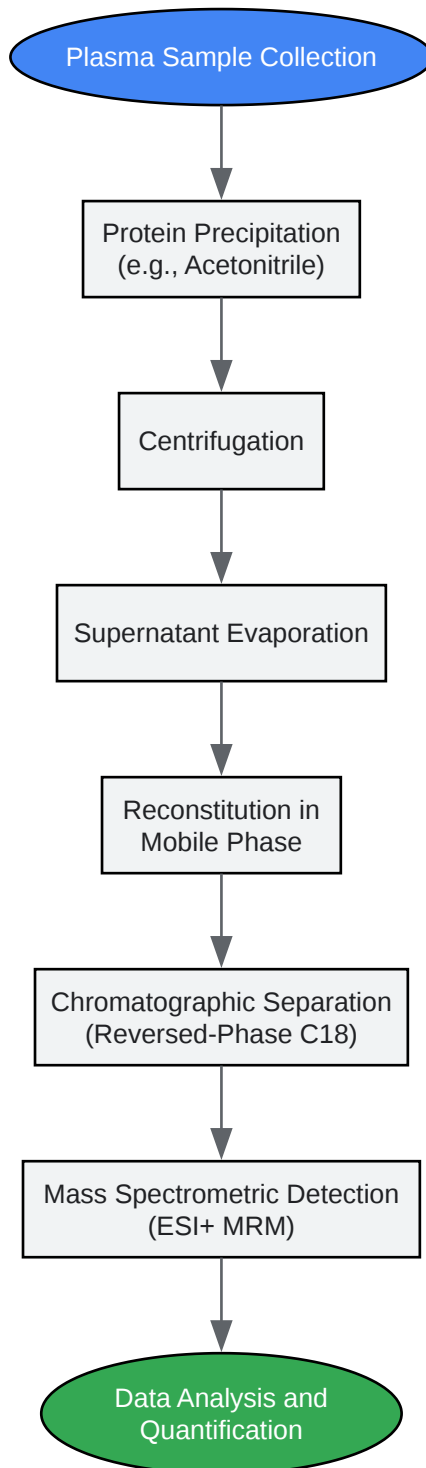 Plasma Sample Collection
Protein Precipitation
(e.g., Acetonitrile)
Centrifugation
Supernatant Evaporation
Reconstitution in
Mobile Phase
Chromatographic Separation
(Reversed-Phase C18)
Mass Spectrometric Detection
(ESI+ MRM)
Data Analysis and
Quantification